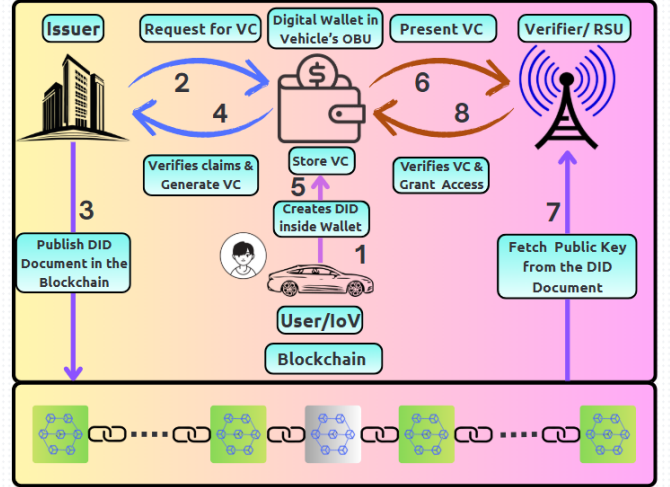 Issuer
Request for VC
Digital Wallet in
Vehicle's OBU
Present VC
Verifier/ RSU
2
4
6
8
$
Verifies claims &
Generate VC
Store VC
Verifies VC &
Grant Access
3
5
7
Creates DID
inside Wallet
1
Publish DID
Document in the
Blockchain
Fetch Public Key
from the DID
Document
User/IoV
Blockchain